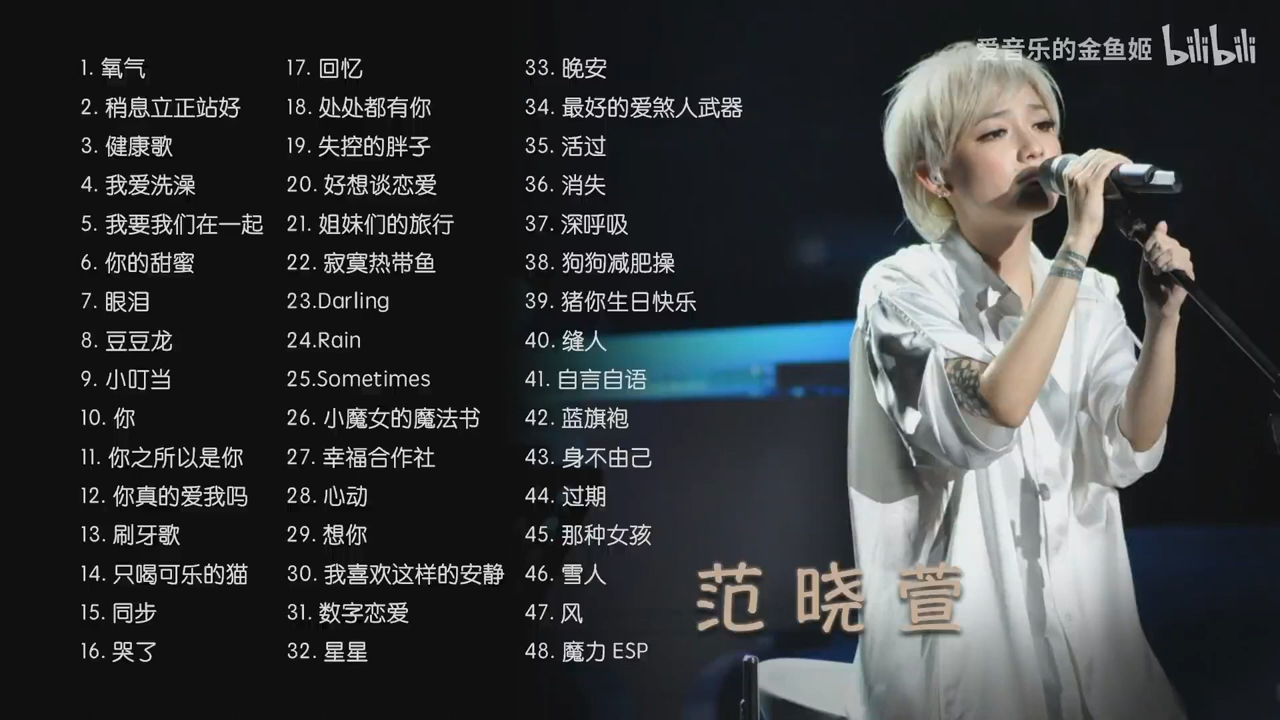 爱音乐的金鱼姬 bilibili
1. 氧气
2. 稍息立正站好
3. 健康歌
4. 我爱洗澡
5. 我要我们在一起
6. 你的甜蜜
7. 眼泪
8. 豆豆龙
9. 小叮当
10. 你
11. 你之所以是你
12. 你真的爱我吗
13. 刷牙歌
14. 只喝可乐的猫
15. 同步
16. 哭了
17. 回忆
18. 处处都有你
19. 失控的胖子
20. 好想谈恋爱
21. 姐妹们的旅行
22. 寂寞热带鱼
23.Darling
24.Rain
25.Sometimes
26. 小魔女的魔法书
27. 幸福合作社
28. 心动
29. 想你
30. 我喜欢这样的安静
31. 数字恋爱
32. 星星
33. 晚安
34. 最好的爱煞人武器
35. 活过
36. 消失
37. 深呼吸
38. 狗狗减肥操
39. 猪你生日快乐
40. 缝人
41. 自言自语
42. 蓝旗袍
43. 身不由己
44. 过期
45. 那种女孩
46. 雪人
47. 风
48. 魔力 ESP
范晓萱